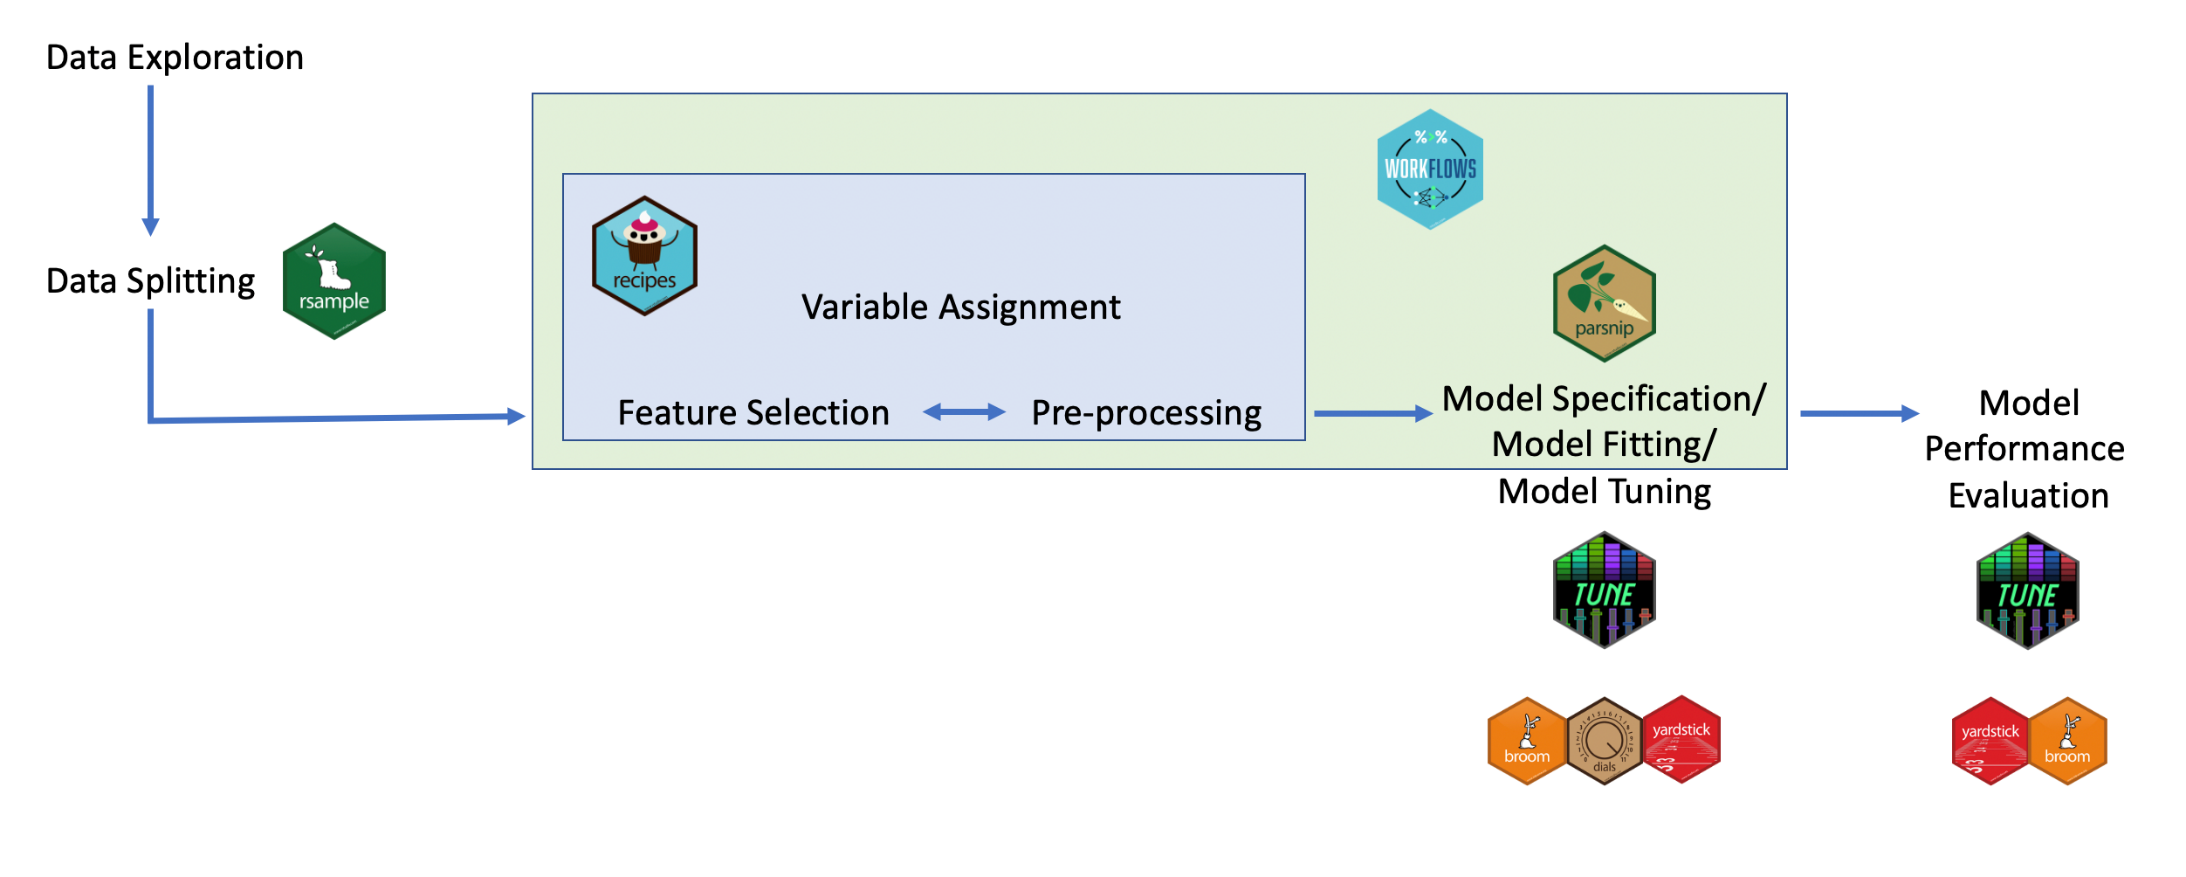 Data Exploration
%>%
WORKFLOWS
recipes
Data Splitting
rsample
Variable Assignment
parsnip
Feature Selection
Pre-processing
Model Specification/
Model Fitting/
Model Tuning
Model
Performance
Evaluation
TUNE
TUNE
broom
dials
yardstick
yardstick
broom